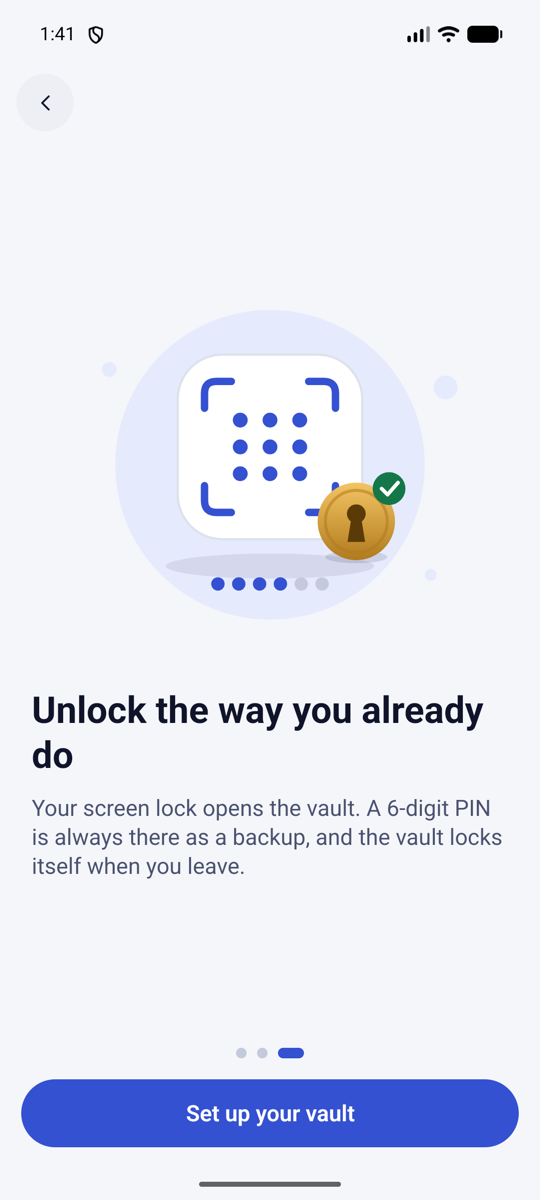 1:41
Unlock the way you already
do
Your screen lock opens the vault. A 6-digit PIN
is always there as a backup, and the vault locks
itself when you leave.
Set up your vault